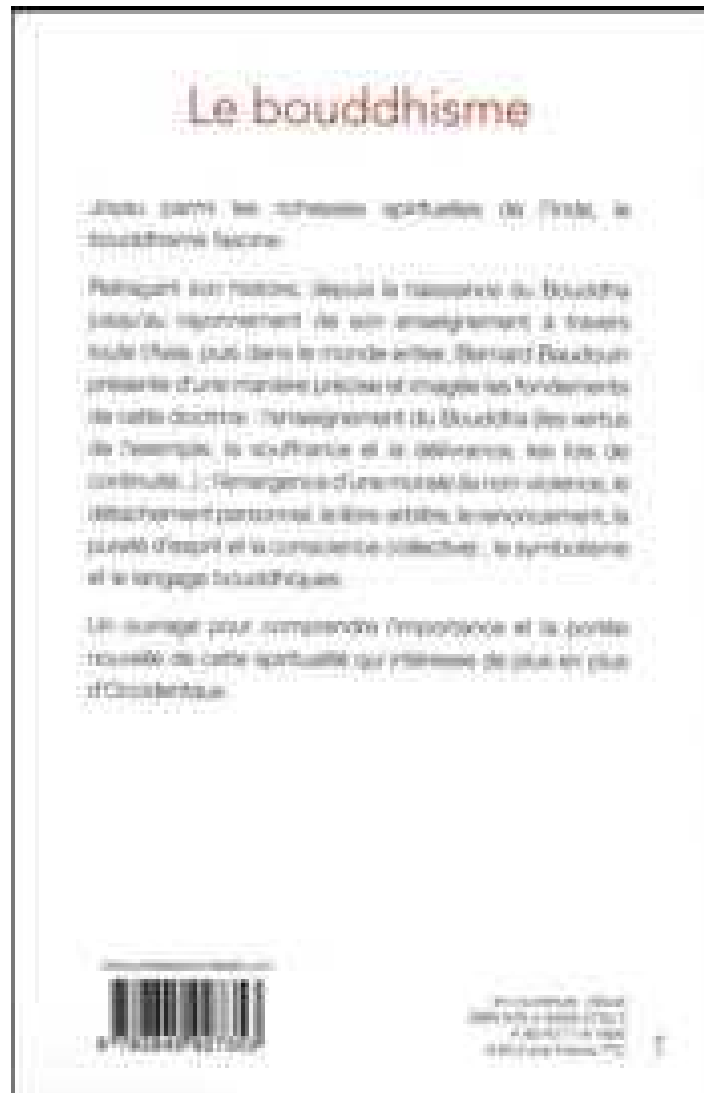 Le bouddhisme
Joyau parmi les richesses spirituelles de l'Inde, le
bouddhisme fascine.
Retraçant son histoire, depuis la naissance du Bouddha
jusqu'au rayonnement de son enseignement à travers
toute l'Asie, puis dans le monde entier, Bernard Baudouin
présente d'une manière précise et imagée les fondements
de cette doctrine : l'enseignement du Bouddha (les vertus
de l'exemple, la souffrance et la délivrance, les lois de
continuité...) ; l'émergence d'une morale (la non-violence, le
détachement personnel, le libre arbitre, le renoncement, la
pureté d'esprit et la conscience collective) ; le symbolisme
et le langage bouddhiques.
Un ouvrage pour comprendre l'importance et la portée
nouvelle de cette spiritualité qui intéresse de plus en plus
d'Occidentaux.